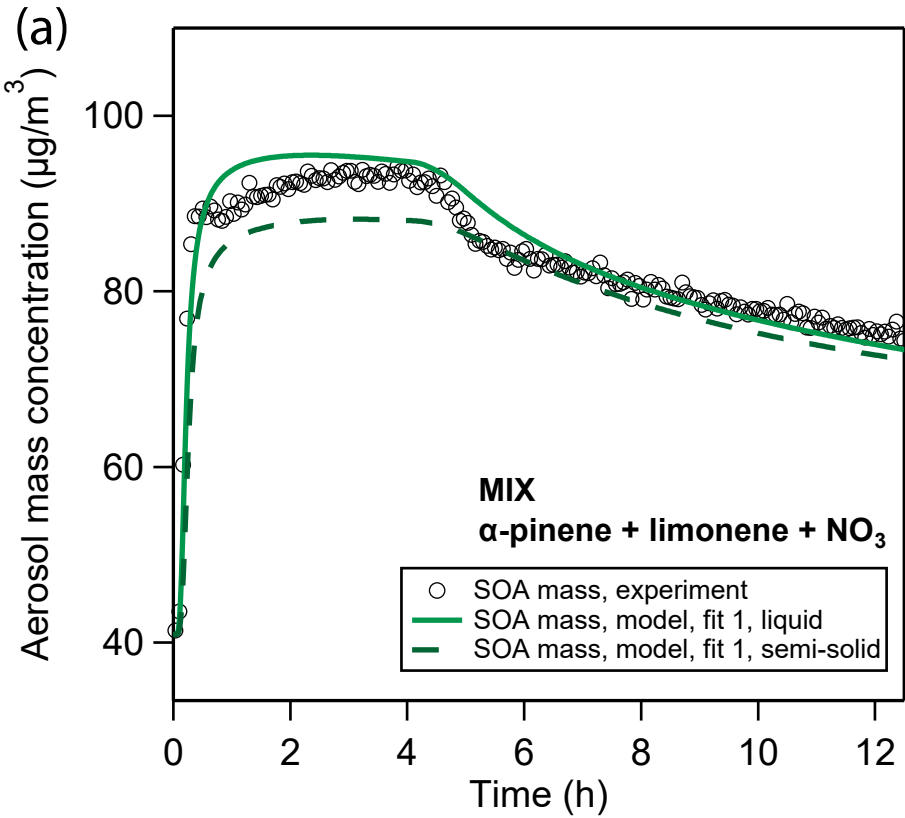 (a)
Aerosol mass concentration (µg/m³)
100
80
60
40
MIX
α-pinene + limonene + NO₃
SOA mass, experiment
SOA mass, model, fit 1, liquid
SOA mass, model, fit 1, semi-solid
0 2 4 6 8 10 12
Time (h)